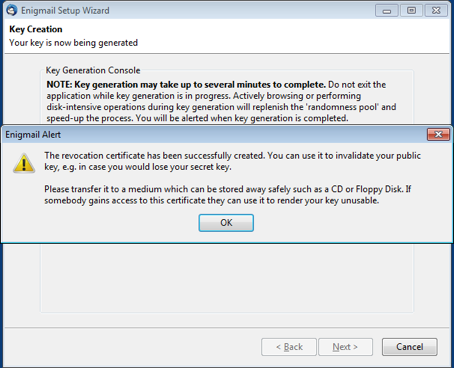 Enigmail Setup Wizard
Key Creation
Your key is now being generated
Key Generation Console
NOTE: Key generation may take up to several minutes to complete. Do not exit the
application while key generation is in progress. Actively browsing or performing
disk-intensive operations during key generation will replenish the 'randomness pool' and
speed-up the process. You will be alerted when key generation is completed.
Enigmail Alert
The revocation certificate has been successfully created. You can use it to invalidate your public
key, e.g. in case you would lose your secret key.
Please transfer it to a medium which can be stored away safely such as a CD or Floppy Disk. If
somebody gains access to this certificate they can use it to render your key unusable.
OK
< Back Next > Cancel